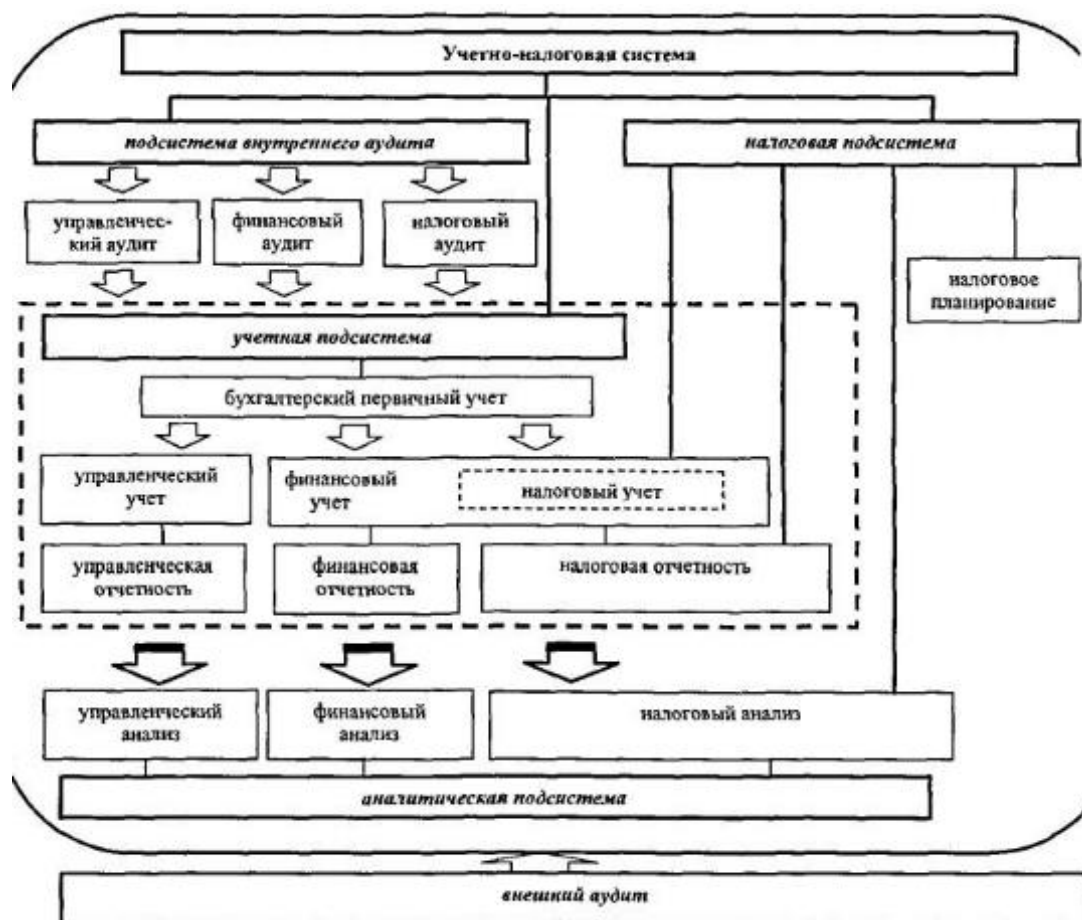 Учетно-налоговая система
подсистема внутреннего аудита
налоговая подсистема
управленчес-
кий аудит
финансовый
аудит
налоговый
аудит
налоговое
планирование
учетная подсистема
бухгалтерский первичный учет
управленческий
учет
финансовый
учет
налоговый учет
управленческая
отчетность
финансовая
отчетность
налоговая отчетность
управленческий
анализ
финансовый
анализ
налоговый анализ
аналитическая подсистема
внешний аудит